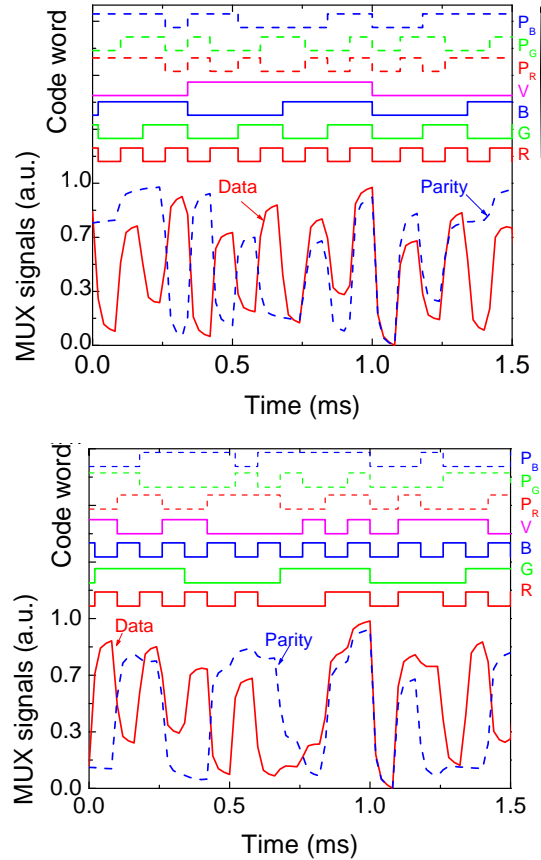 Code word
P_B
P_G
P_R
V
B
G
R
MUX signals (a.u.)
1.0
0.7
0.3
0.0
Data
Parity
0.0 0.5 1.0 1.5
Time (ms)
Code word
P_B
P_G
P_R
V
B
G
R
MUX signals (a.u.)
1.0
0.7
0.3
0.0
Data
Parity
0.0 0.5 1.0 1.5
Time (ms)